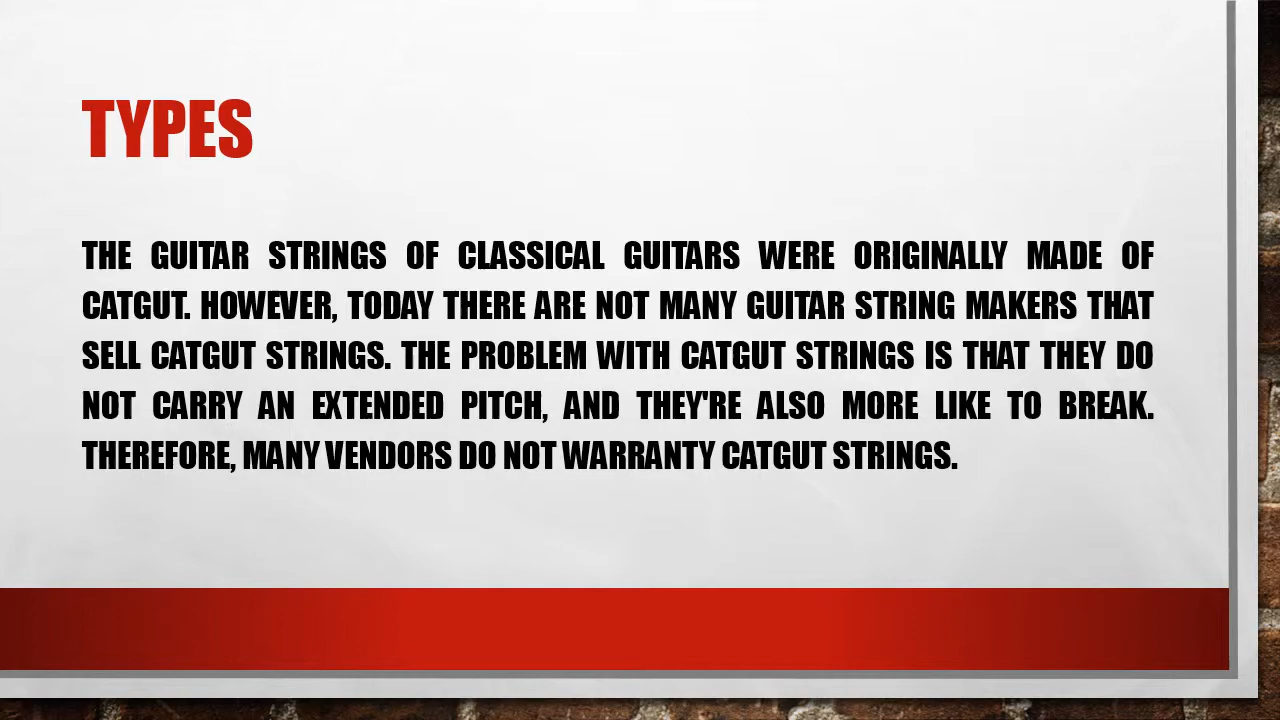 TYPES
THE GUITAR STRINGS OF CLASSICAL GUITARS WERE ORIGINALLY MADE OF
CATGUT. HOWEVER, TODAY THERE ARE NOT MANY GUITAR STRING MAKERS THAT
SELL CATGUT STRINGS. THE PROBLEM WITH CATGUT STRINGS IS THAT THEY DO
NOT CARRY AN EXTENDED PITCH, AND THEY'RE ALSO MORE LIKE TO BREAK.
THEREFORE, MANY VENDORS DO NOT WARRANTY CATGUT STRINGS.